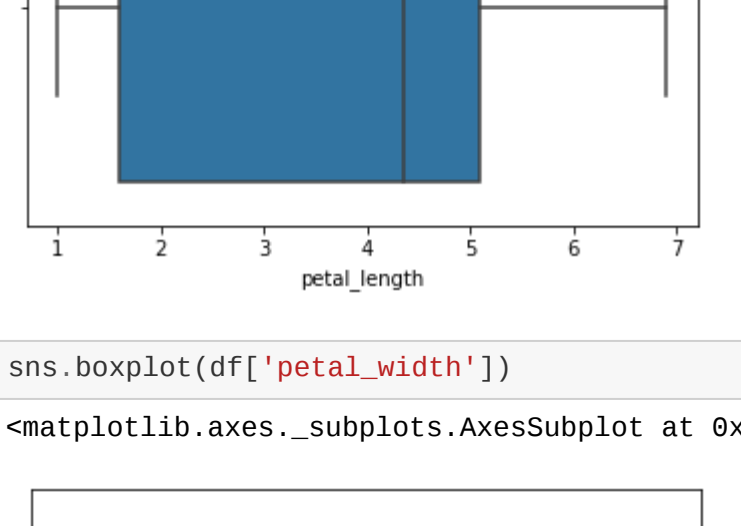 1 2 3 4 5 6 7
petal_length
sns.boxplot(df['petal_width'])
<matplotlib.axes._subplots.AxesSubplot at 0x